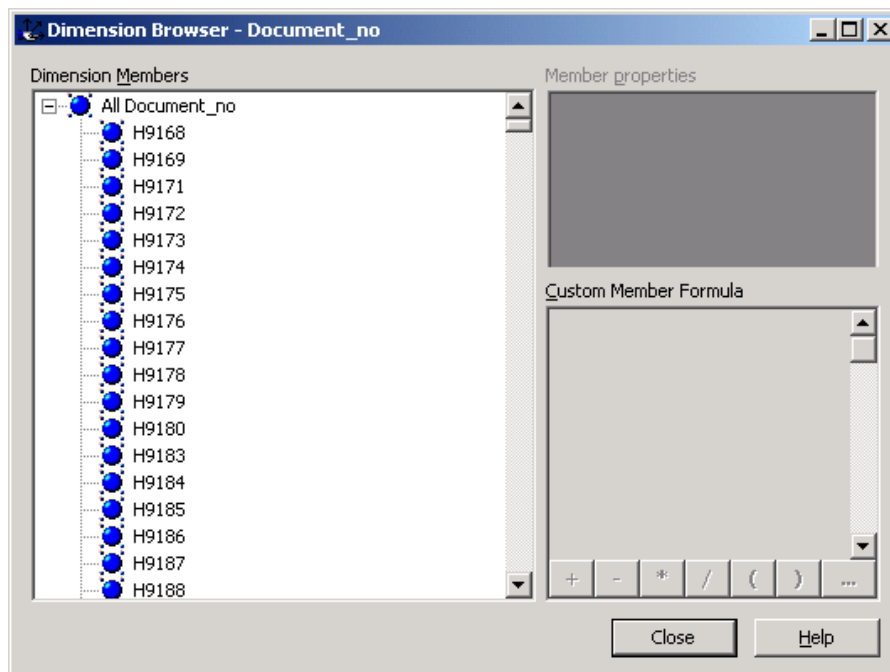 Dimension Browser - Document_no
Dimension Members
All Document_no
H9168
H9169
H9171
H9172
H9173
H9174
H9175
H9176
H9177
H9178
H9179
H9180
H9183
H9184
H9185
H9186
H9187
H9188
Member properties
Custom Member Formula
+ - * / ( ) ...
Close Help